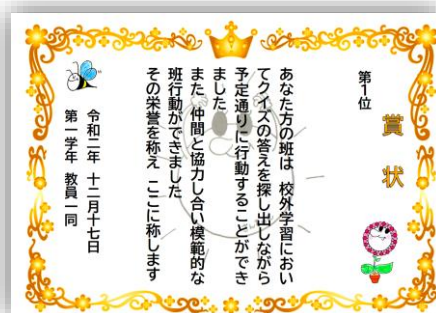 賞状
第1位
あなた方の班は 校外学習におい
てクイズの答えを探し出しながら
予定通りに行動することができ
ました
また 仲間と協力し合い模範的な
班行動ができました
その栄誉を称え ここに称します
令和二年 十二月十七日
第一学年 教員一同